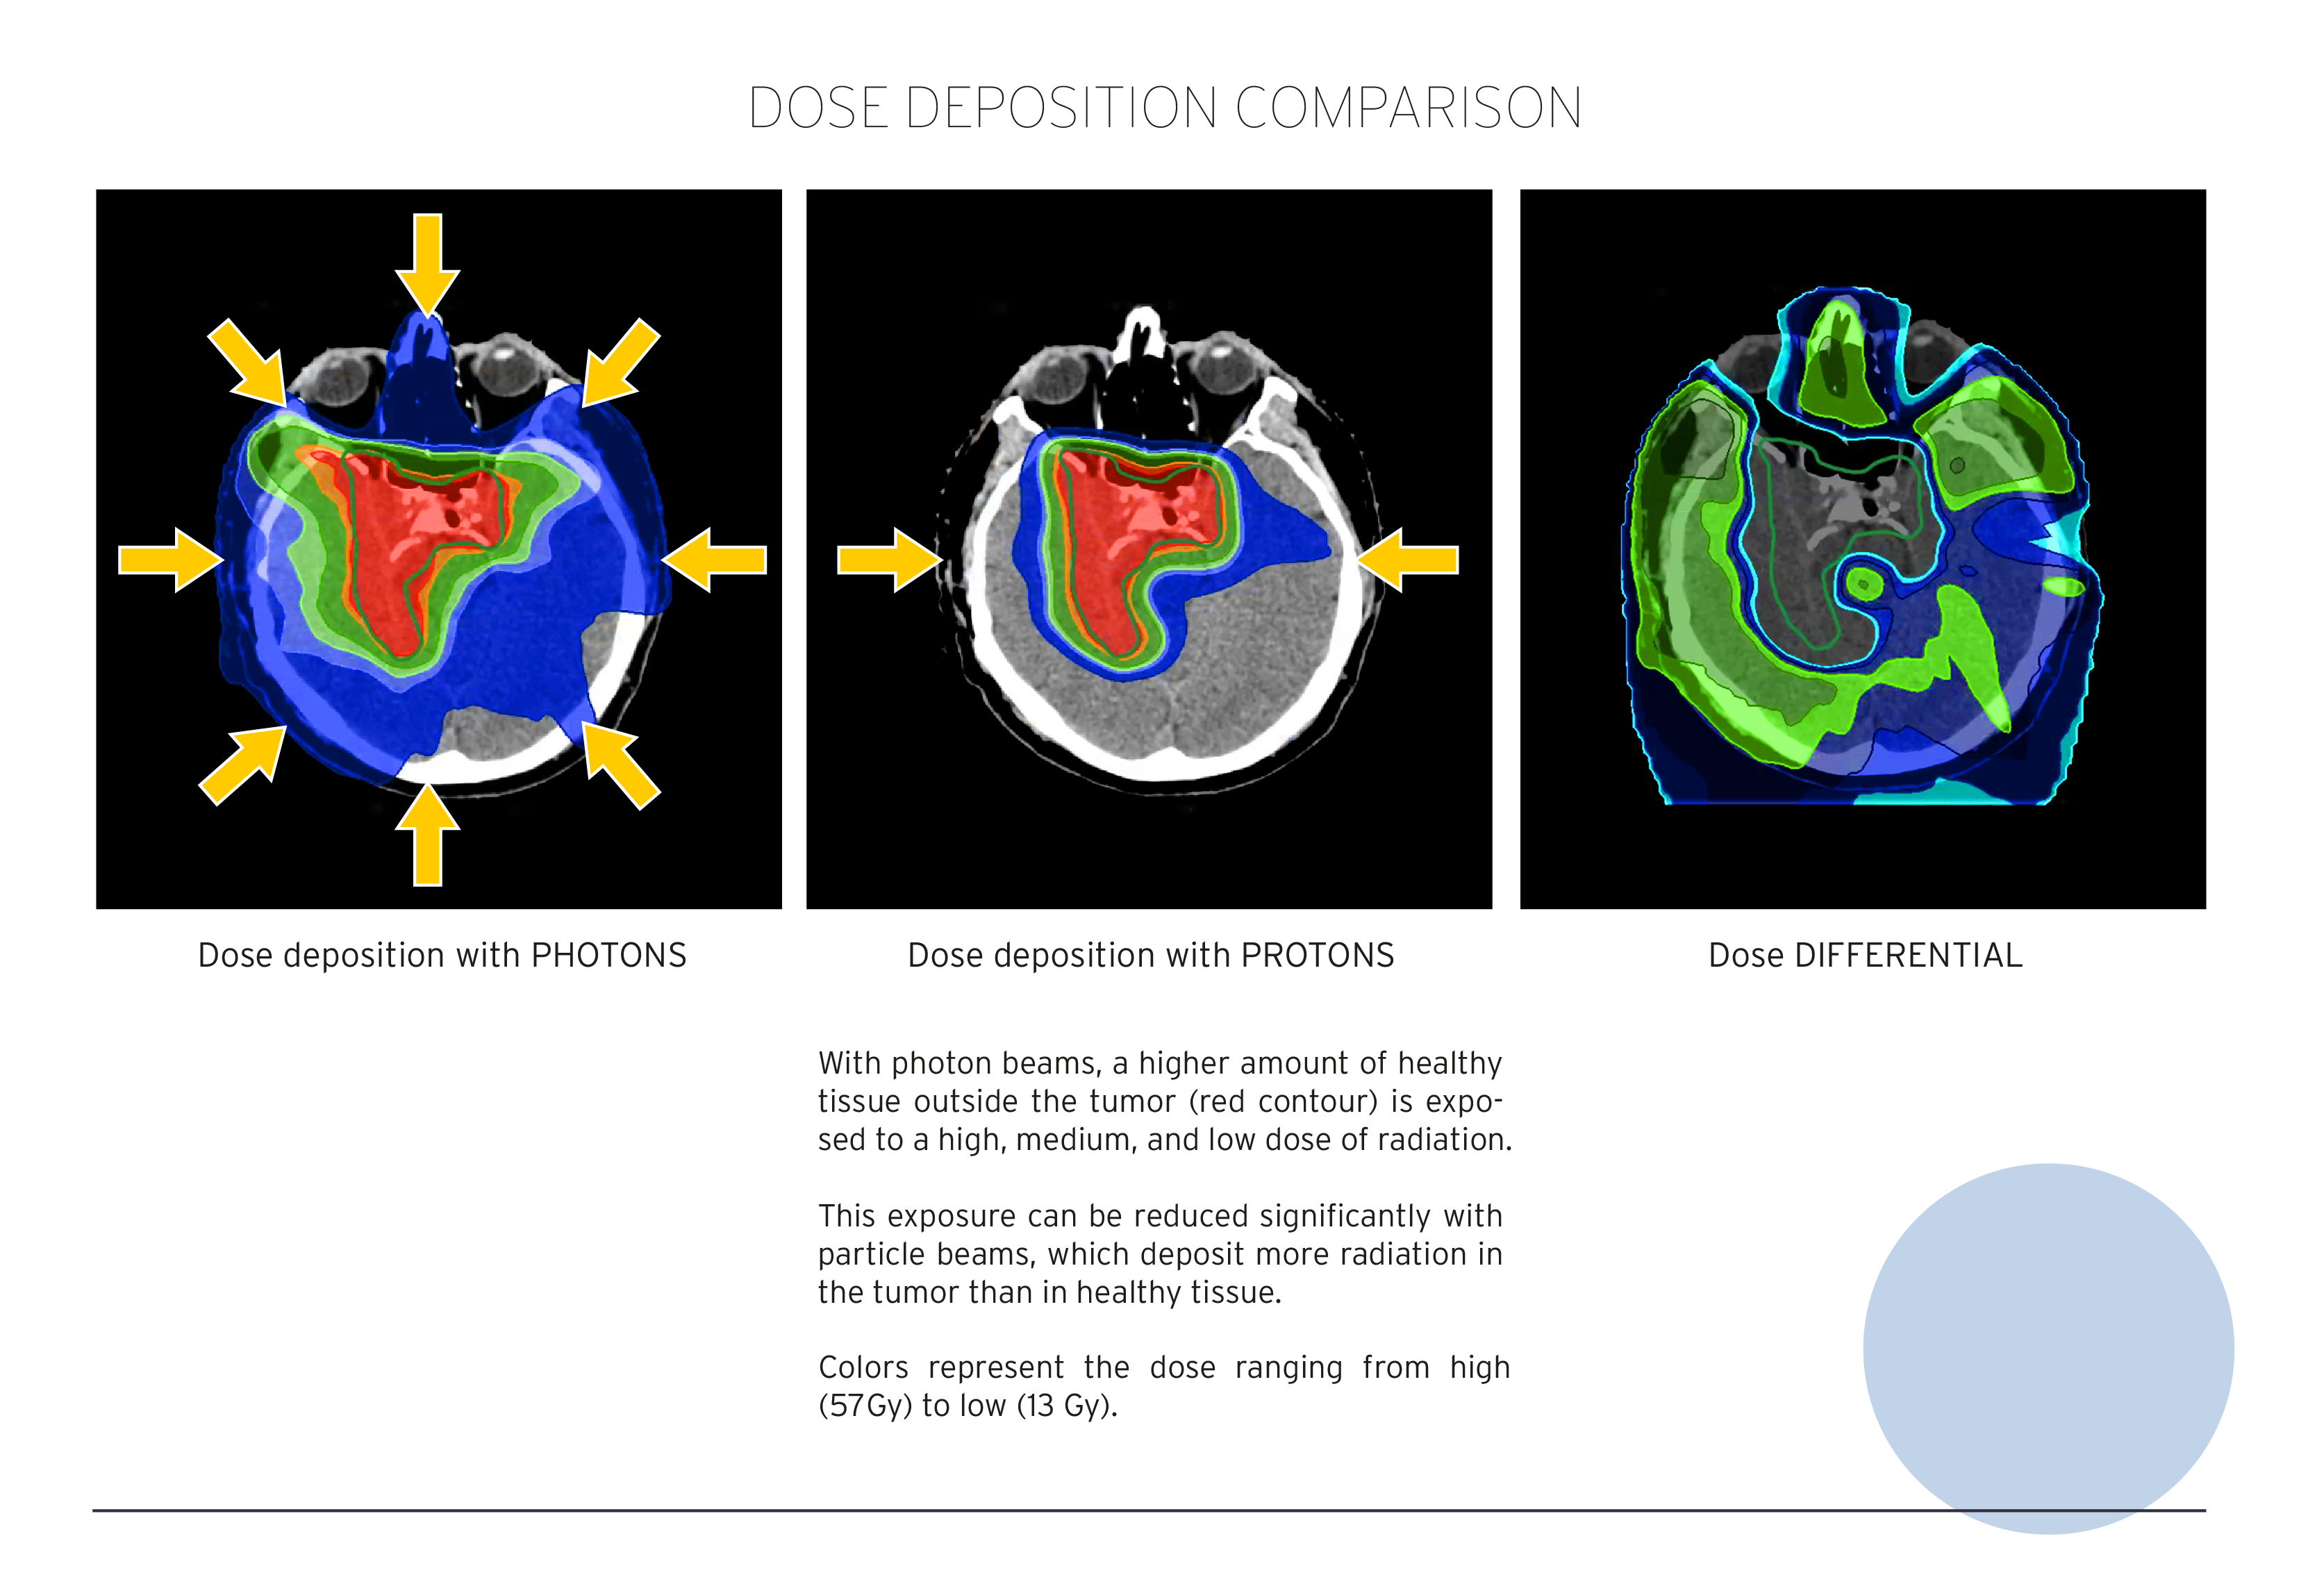 DOSE DEPOSITION COMPARISON
Dose deposition with PHOTONS
Dose deposition with PROTONS
Dose DIFFERENTIAL
With photon beams, a higher amount of healthy
tissue outside the tumor (red contour) is expo-
sed to a high, medium, and low dose of radiation.
This exposure can be reduced significantly with
particle beams, which deposit more radiation in
the tumor than in healthy tissue.
Colors represent the dose ranging from high
(57Gy) to low (13 Gy).